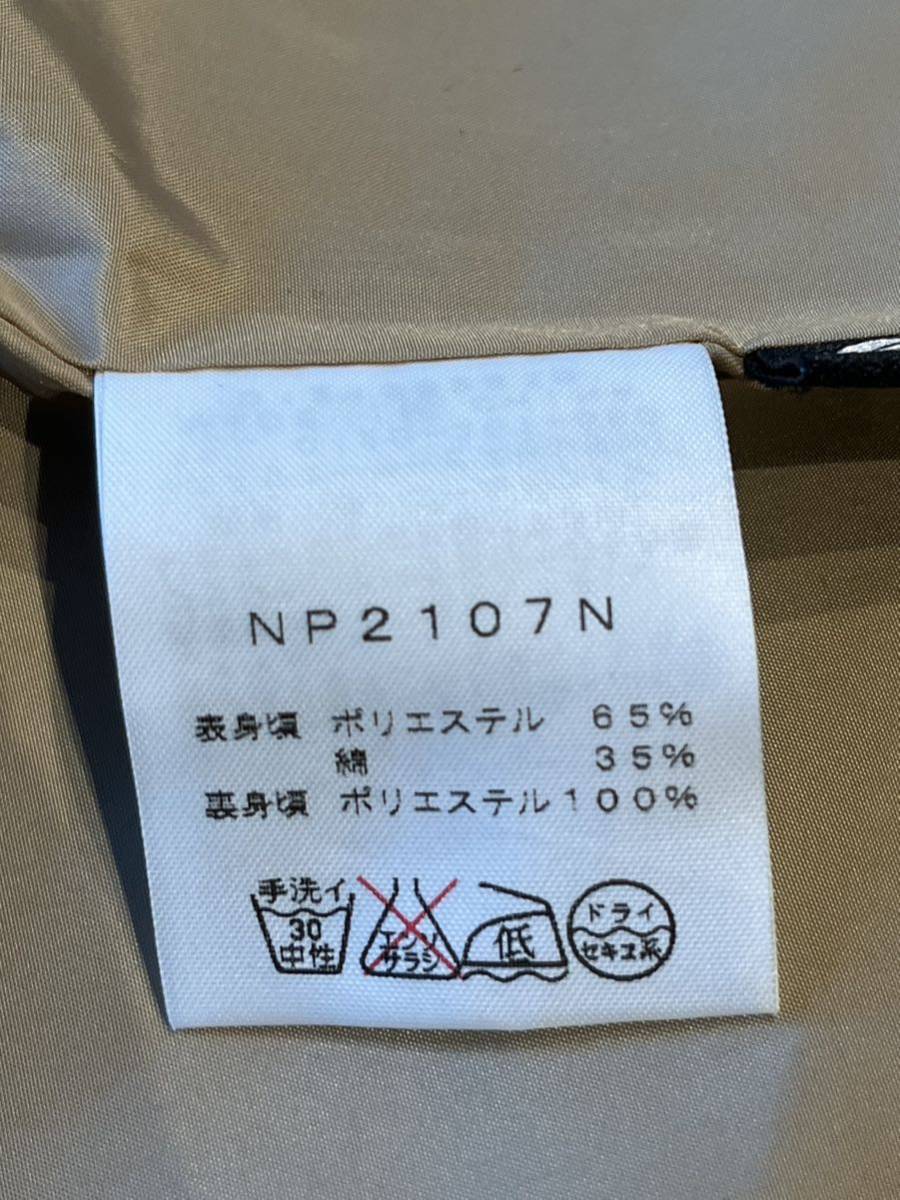 NP2107N
表身頃 ポリエステル 65%
綿 35%
裏身頃 ポリエステル100%
手洗イ
30
中性
エンソ
サラシ
低
ドライ
セキユ系